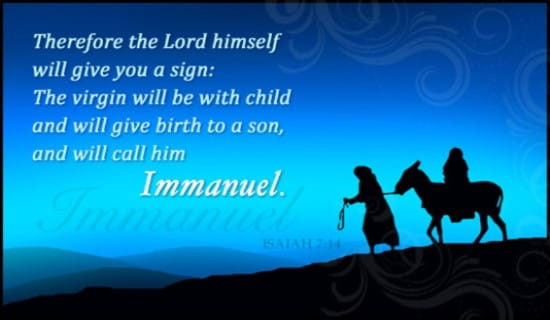 Therefore the Lord himself
will give you a sign:
The virgin will be with child
and will give birth to a son,
and will call him
Immanuel.
Immanuel
ISAIAH 7:14